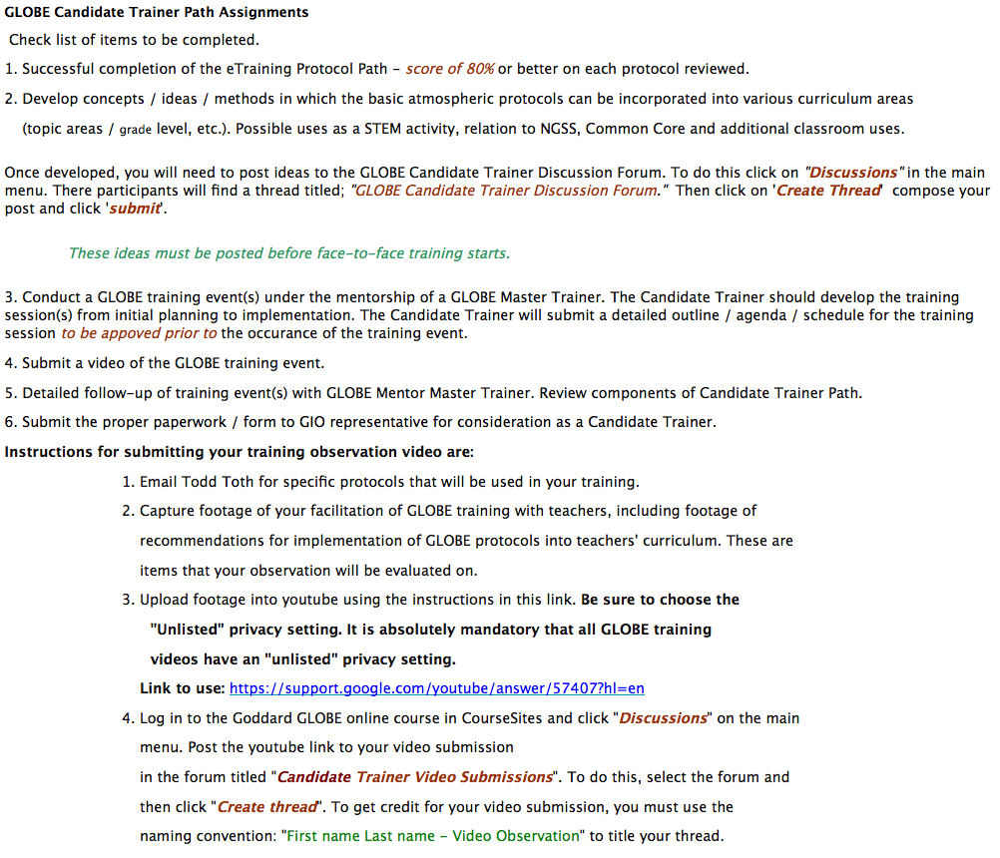 GLOBE Candidate Trainer Path Assignments
Check list of items to be completed.
1. Successful completion of the eTraining Protocol Path – score of 80% or better on each protocol reviewed.
2. Develop concepts / ideas / methods in which the basic atmospheric protocols can be incorporated into various curriculum areas
(topic areas / grade level, etc.). Possible uses as a STEM activity, relation to NGSS, Common Core and additional classroom uses.
Once developed, you will need to post ideas to the GLOBE Candidate Trainer Discussion Forum. To do this click on "Discussions" in the main
menu. There participants will find a thread titled; "GLOBE Candidate Trainer Discussion Forum." Then click on 'Create Thread' compose your
post and click 'submit'.
These ideas must be posted before face-to-face training starts.
3. Conduct a GLOBE training event(s) under the mentorship of a GLOBE Master Trainer. The Candidate Trainer should develop the training
session(s) from initial planning to implementation. The Candidate Trainer will submit a detailed outline / agenda / schedule for the training
session to be appoved prior to the occurance of the training event.
4. Submit a video of the GLOBE training event.
5. Detailed follow-up of training event(s) with GLOBE Mentor Master Trainer. Review components of Candidate Trainer Path.
6. Submit the proper paperwork / form to GIO representative for consideration as a Candidate Trainer.
Instructions for submitting your training observation video are:
1. Email Todd Toth for specific protocols that will be used in your training.
2. Capture footage of your facilitation of GLOBE training with teachers, including footage of
recommendations for implementation of GLOBE protocols into teachers' curriculum. These are
items that your observation will be evaluated on.
3. Upload footage into youtube using the instructions in this link. Be sure to choose the
"Unlisted" privacy setting. It is absolutely mandatory that all GLOBE training
videos have an "unlisted" privacy setting.
Link to use: https://support.google.com/youtube/answer/57407?hl=en
4. Log in to the Goddard GLOBE online course in CourseSites and click "Discussions" on the main
menu. Post the youtube link to your video submission
in the forum titled "Candidate Trainer Video Submissions". To do this, select the forum and
then click "Create thread". To get credit for your video submission, you must use the
naming convention: "First name Last name – Video Observation" to title your thread.